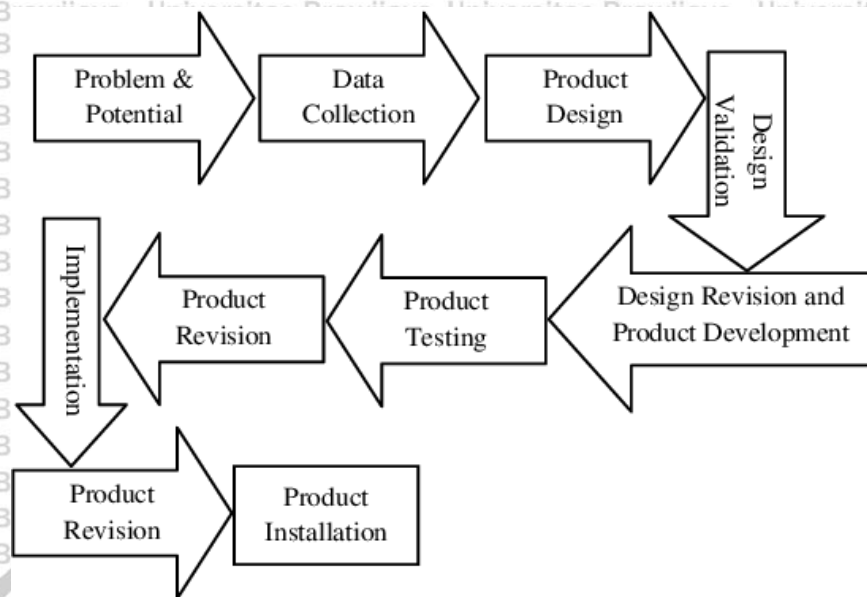 Problem &
Potential
Data
Collection
Product
Design
Design
Validation
Design Revision and
Product Development
Product
Testing
Product
Revision
Implementation
Product
Revision
Product
Installation